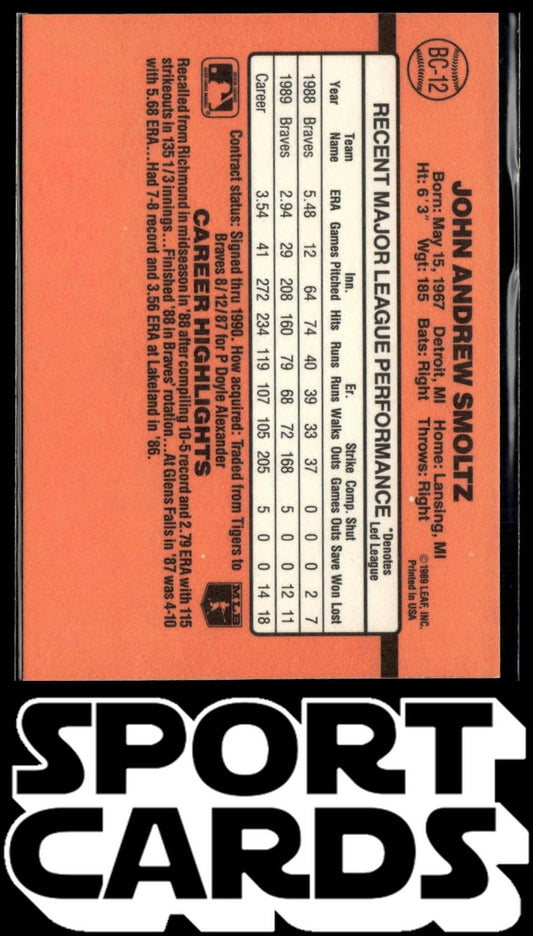 BC-12
JOHN ANDREW SMOLTZ
Born: May 15, 1967 Detroit, MI Home: Lansing, MI
Ht: 6'3" Wgt: 185 Bats: Right Throws: Right
©1989 LEAF, INC.
Printed in USA
RECENT MAJOR LEAGUE PERFORMANCE
*Denotes
Led League
Team Inn. Er. Strike Comp. Shut
Year Name ERA Games Pitched Hits Runs Runs Walks Outs Games Outs Save Won Lost
1988 Braves 5.48 12 64 74 40 39 33 37 0 0 0 2 7
1989 Braves 2.94 29 208 160 79 68 72 168 5 0 0 12 11
Career 3.54 41 272 234 119 107 105 205 5 0 0 14 18
Contract status: Signed thru 1990. How acquired: Traded from Tigers to
Braves 8/12/87 for P Doyle Alexander
MLB
CAREER HIGHLIGHTS
Recalled from Richmond in midseason in '88 after compiling 10-5 record and 2.79 ERA with 115
strikeouts in 135 1/3 innings...Finished '88 in Braves' rotation...At Glens Falls in '87 was 4-10
with 5.68 ERA...Had 7-8 record and 3.56 ERA at Lakeland in '86.
SPORT
CARDS